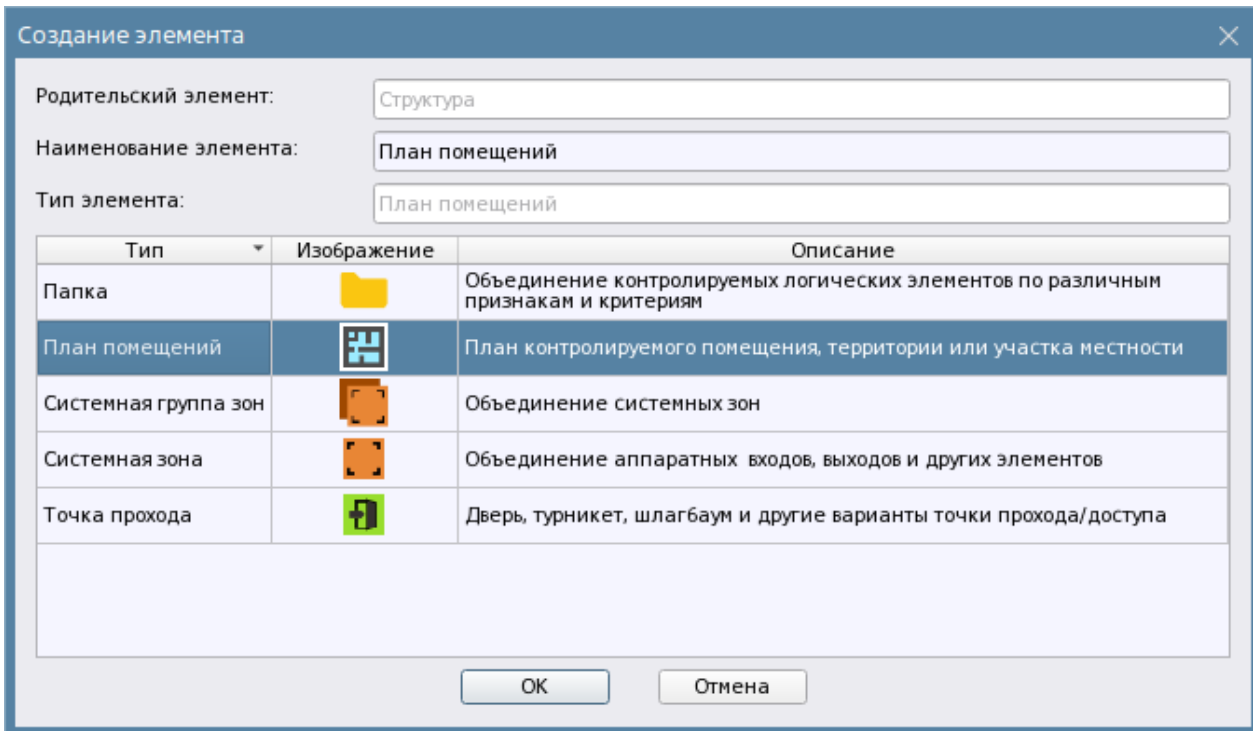 Создание элемента
Родительский элемент: Структура
Наименование элемента: План помещений
Тип элемента: План помещений
Тип Изображение Описание
Папка Объединение контролируемых логических элементов по различным
признакам и критериям
План помещений План контролируемого помещения, территории или участка местности
Системная группа зон Объединение системных зон
Системная зона Объединение аппаратных входов, выходов и других элементов
Точка прохода Дверь, турникет, шлагбаум и другие варианты точки прохода/доступа
OK Отмена